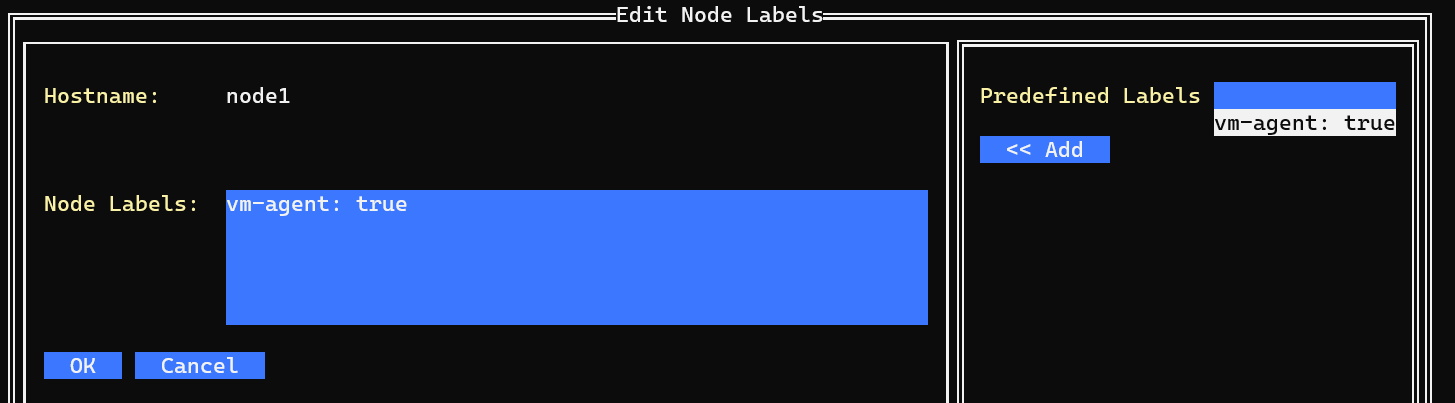 Edit Node Labels
Hostname: node1
Predefined Labels
vm-agent: true
<< Add
Node Labels: vm-agent: true
OK Cancel